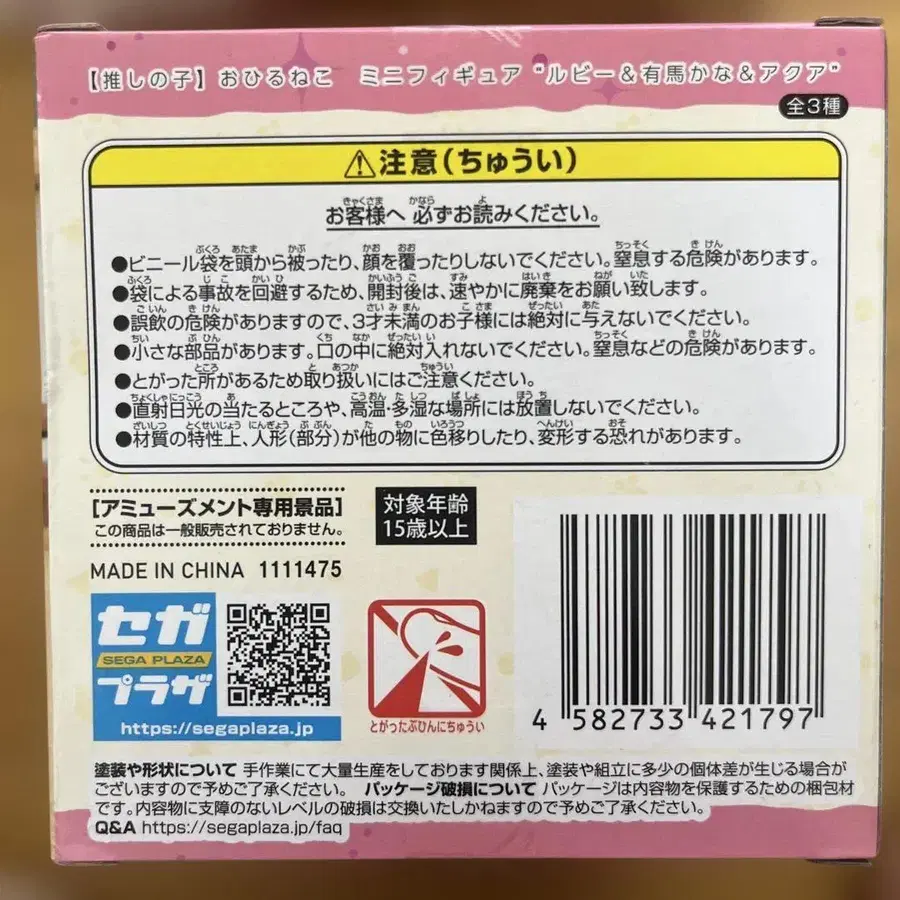 【推しの子】おひるねこ ミニフィギュア "ルビー＆有馬かな＆アクア"
全3種
⚠注意(ちゅうい)
お客様へ 必ずお読みください。
●ビニール袋を頭から被ったり、顔を覆ったりしないでください。窒息する危険があります。
●袋による事故を回避するため、開封後は、速やかに廃棄をお願い致します。
●誤飲の危険がありますので、3才未満のお子様には絶対に与えないでください。
●小さな部品があります。口の中に絶対入れないでください。窒息などの危険があります。
●とがった所があるため取り扱いにはご注意ください。
●直射日光の当たるところや、高温・多湿な場所には放置しないでください。
●材質の特性上、人形(部分)が他の物に色移りしたり、変形する恐れがあります。
[アミューズメント専用景品]
この商品は一般販売されておりません。
対象年齢
15歳以上
MADE IN CHINA 1111475
セガ
SEGA PLAZA
プラザ
https://segaplaza.jp
とがったぶひんにちゅうい
4 582733 421797
塗装や形状について 手作業にて大量生産をしております関係上、塗装や組立に多少の個体差が生じる場合が
ございますので予めご了承ください。 パッケージ破損について パッケージは内容物を保護するための梱包材
です。内容物に支障のないレベルの破損は交換いたしかねますので予めご了承ください。
Q&A https://segaplaza.jp/faq